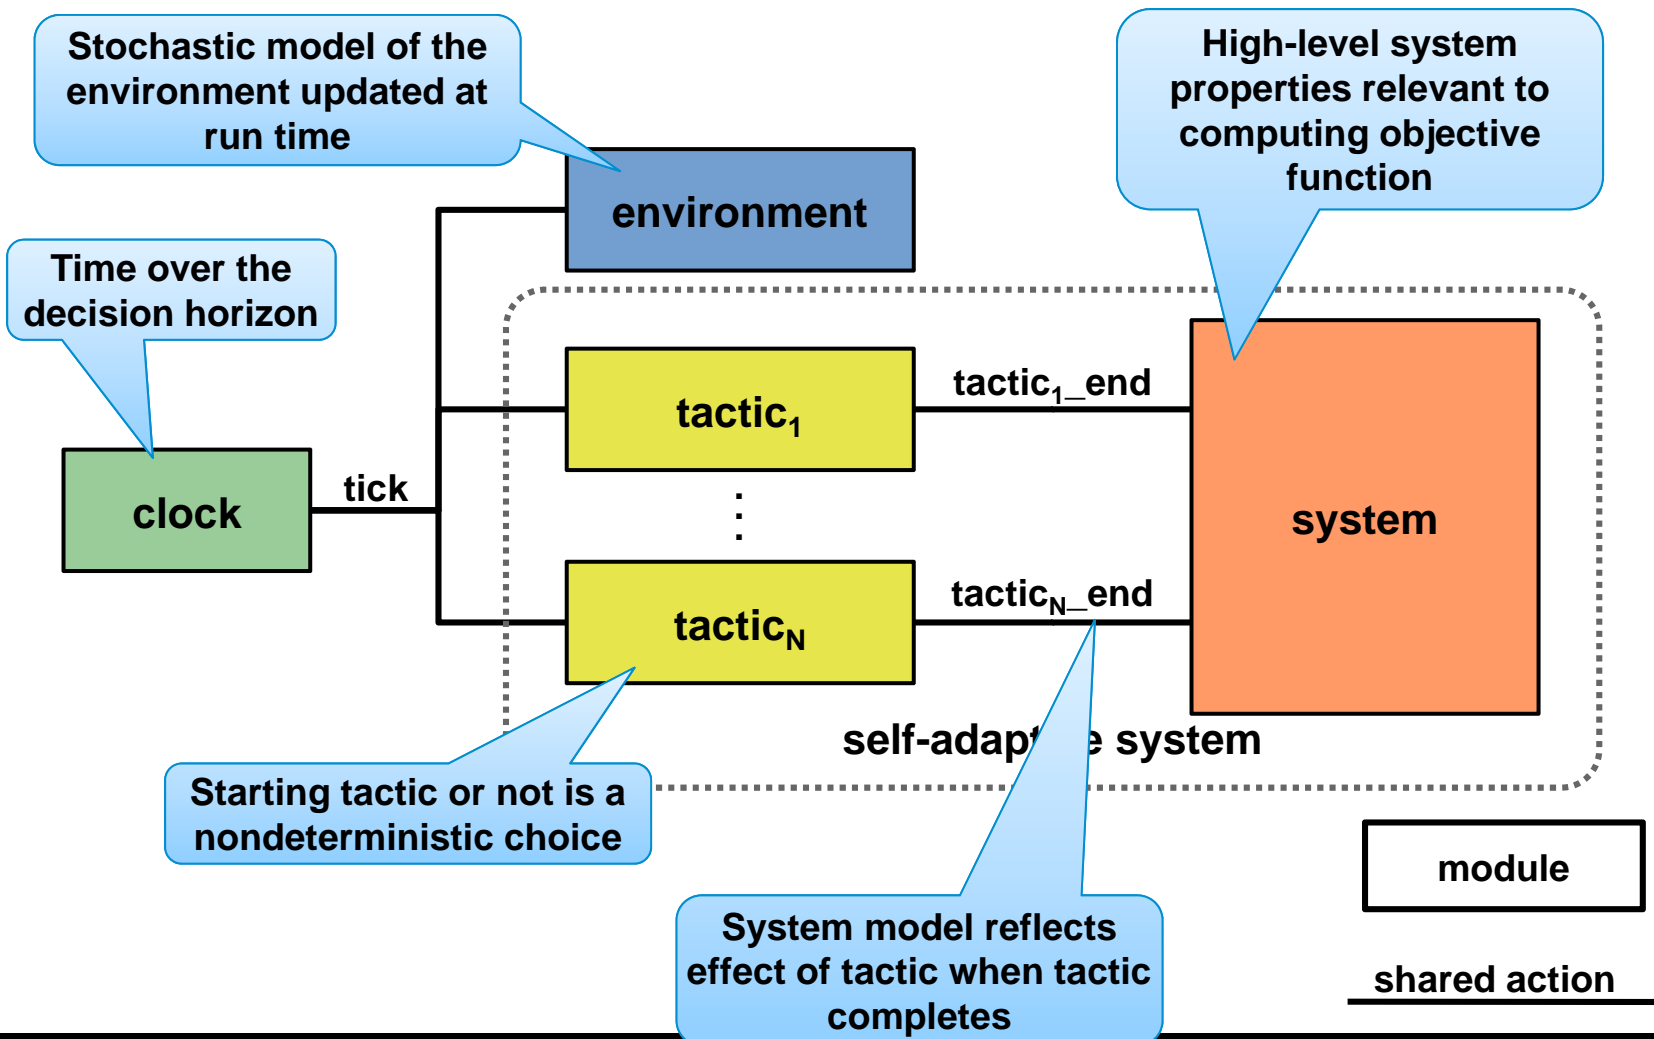 Stochastic model of the
environment updated at
run time
High-level system
properties relevant to
computing objective
function
environment
Time over the
decision horizon
tactic₁
tactic₁_end
clock
tick
system
tactic_N
tactic_N_end
self-adapt e system
Starting tactic or not is a
nondeterministic choice
System model reflects
effect of tactic when tactic
completes
module
shared action